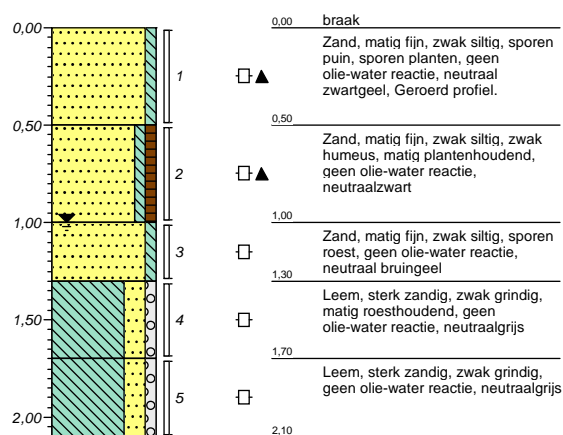 0,00
0,50
1,00
1,50
2,00
1
2
3
4
5
0,00
braak
Zand, matig fijn, zwak siltig, sporen
puin, sporen planten, geen
olie-water reactie, neutraal
zwartgeel, Geroerd profiel.
0,50
Zand, matig fijn, zwak siltig, zwak
humeus, matig plantenhoudend,
geen olie-water reactie,
neutraalzwart
1,00
Zand, matig fijn, zwak siltig, sporen
roest, geen olie-water reactie,
neutraal bruingeel
1,30
Leem, sterk zandig, zwak grindig,
matig roesthoudend, geen
olie-water reactie, neutraalgrijs
1,70
Leem, sterk zandig, zwak grindig,
geen olie-water reactie, neutraalgrijs
2,10